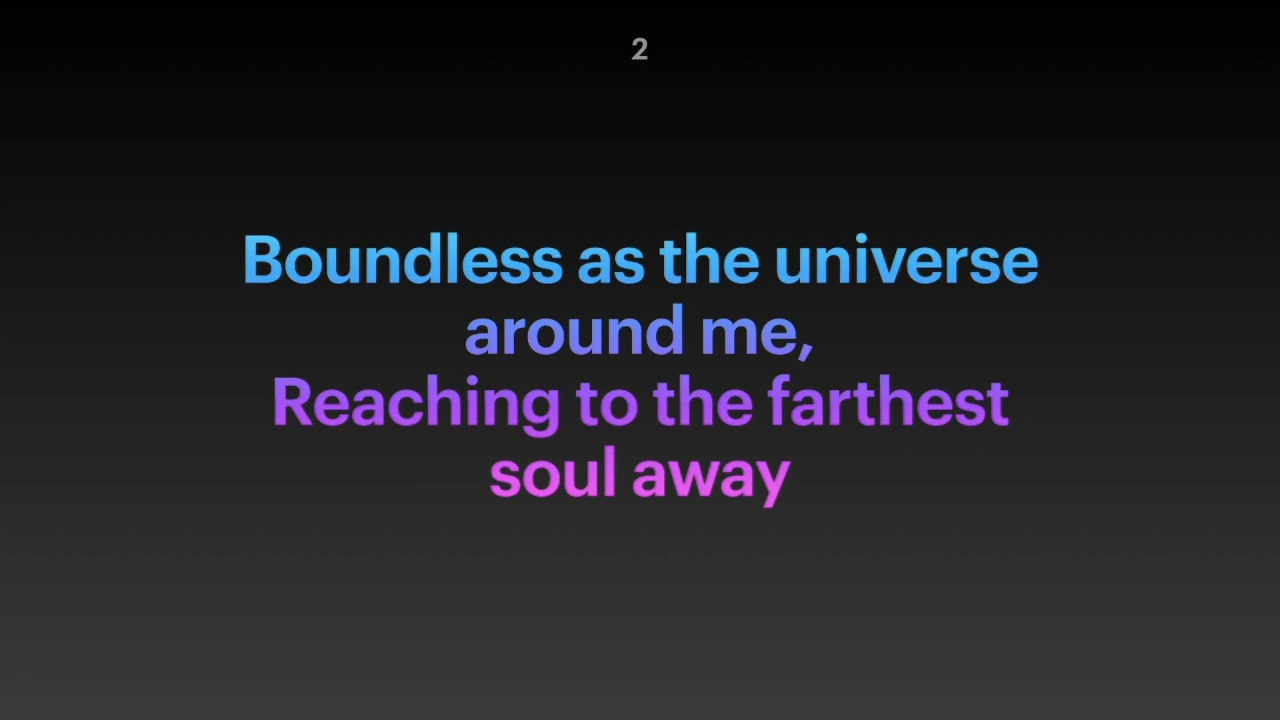 2
Boundless as the universe
around me,
Reaching to the farthest
soul away